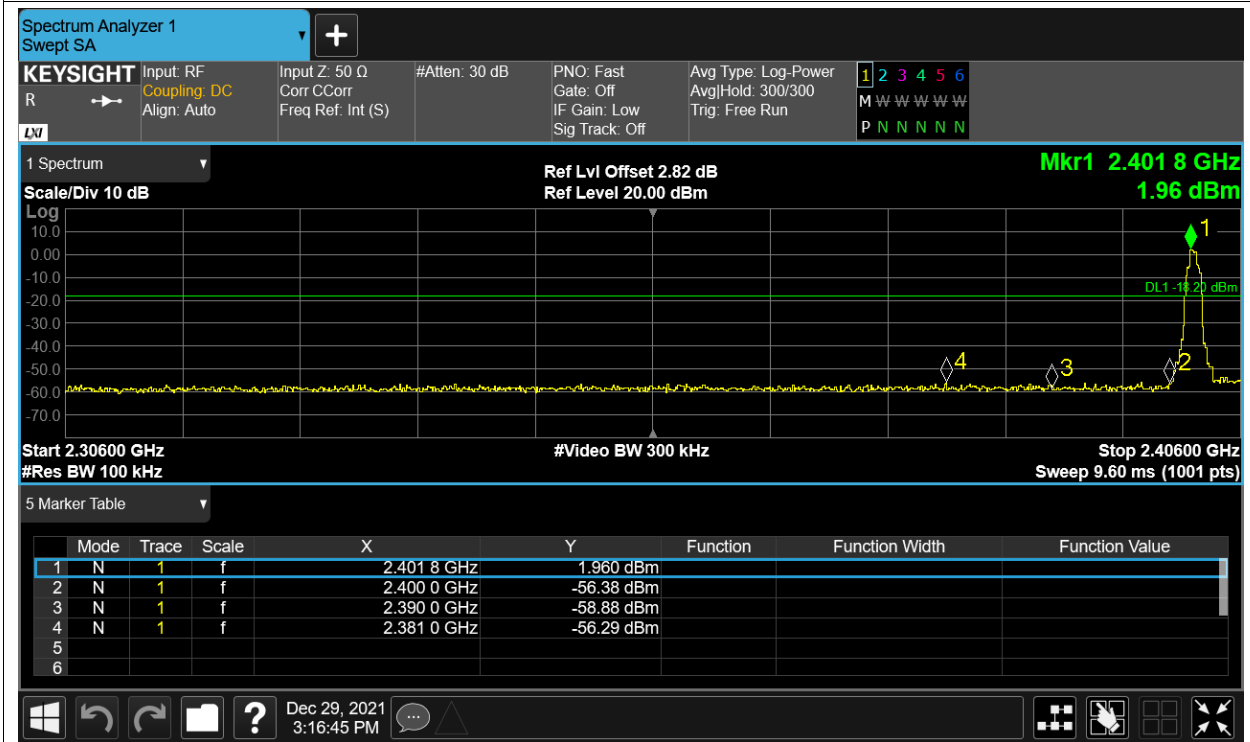 Spectrum Analyzer 1
Swept SA
KEYSIGHT Input: RF Input Z: 50 Ω #Atten: 30 dB PNO: Fast Avg Type: Log-Power 1 2 3 4 5 6
R Coupling: DC Corr CCorr Gate: Off Avg|Hold: 300/300 M W W W W W
Align: Auto Freq Ref: Int (S) IF Gain: Low Trig: Free Run
LXI Sig Track: Off P N N N N N
1 Spectrum Ref Lvl Offset 2.82 dB Mkr1 2.401 8 GHz
Scale/Div 10 dB Ref Level 20.00 dBm 1.96 dBm
Log
10.0 1
0.00
-10.0
DL1 -18.20 dBm
-20.0
-30.0
-40.0
-50.0 4 3 2
-60.0
-70.0
Start 2.30600 GHz #Video BW 300 kHz Stop 2.40600 GHz
#Res BW 100 kHz Sweep 9.60 ms (1001 pts)
5 Marker Table
Mode Trace Scale X Y Function Function Width Function Value
1 N 1 f 2.401 8 GHz 1.960 dBm
2 N 1 f 2.400 0 GHz -56.38 dBm
3 N 1 f 2.390 0 GHz -58.88 dBm
4 N 1 f 2.381 0 GHz -56.29 dBm
5
6
? Dec 29, 2021
3:16:45 PM